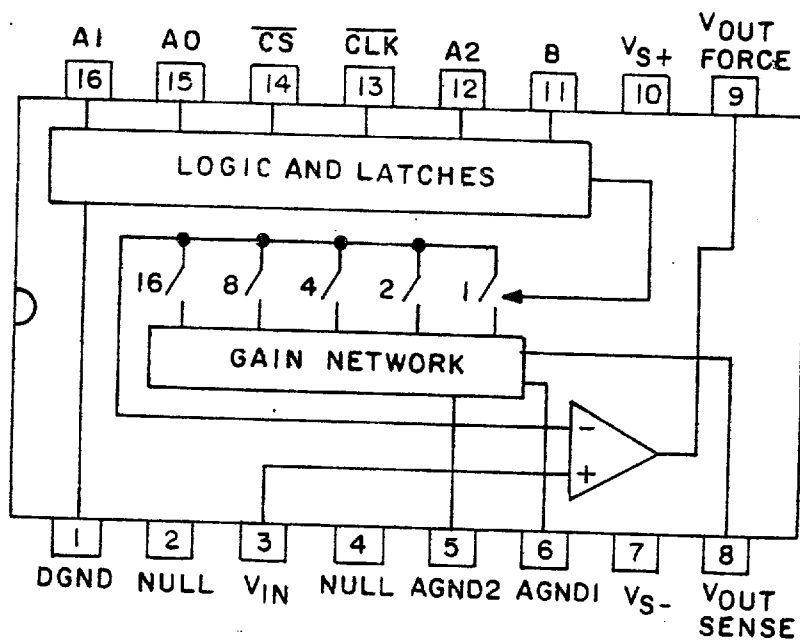 A1 A0 CS CLK A2 B VS+ VOUT FORCE
16 15 14 13 12 11 10 9
LOGIC AND LATCHES
16 8 4 2 1
GAIN NETWORK
−
+
1 2 3 4 5 6 7 8
DGND NULL VIN NULL AGND2 AGND1 VS- VOUT SENSE